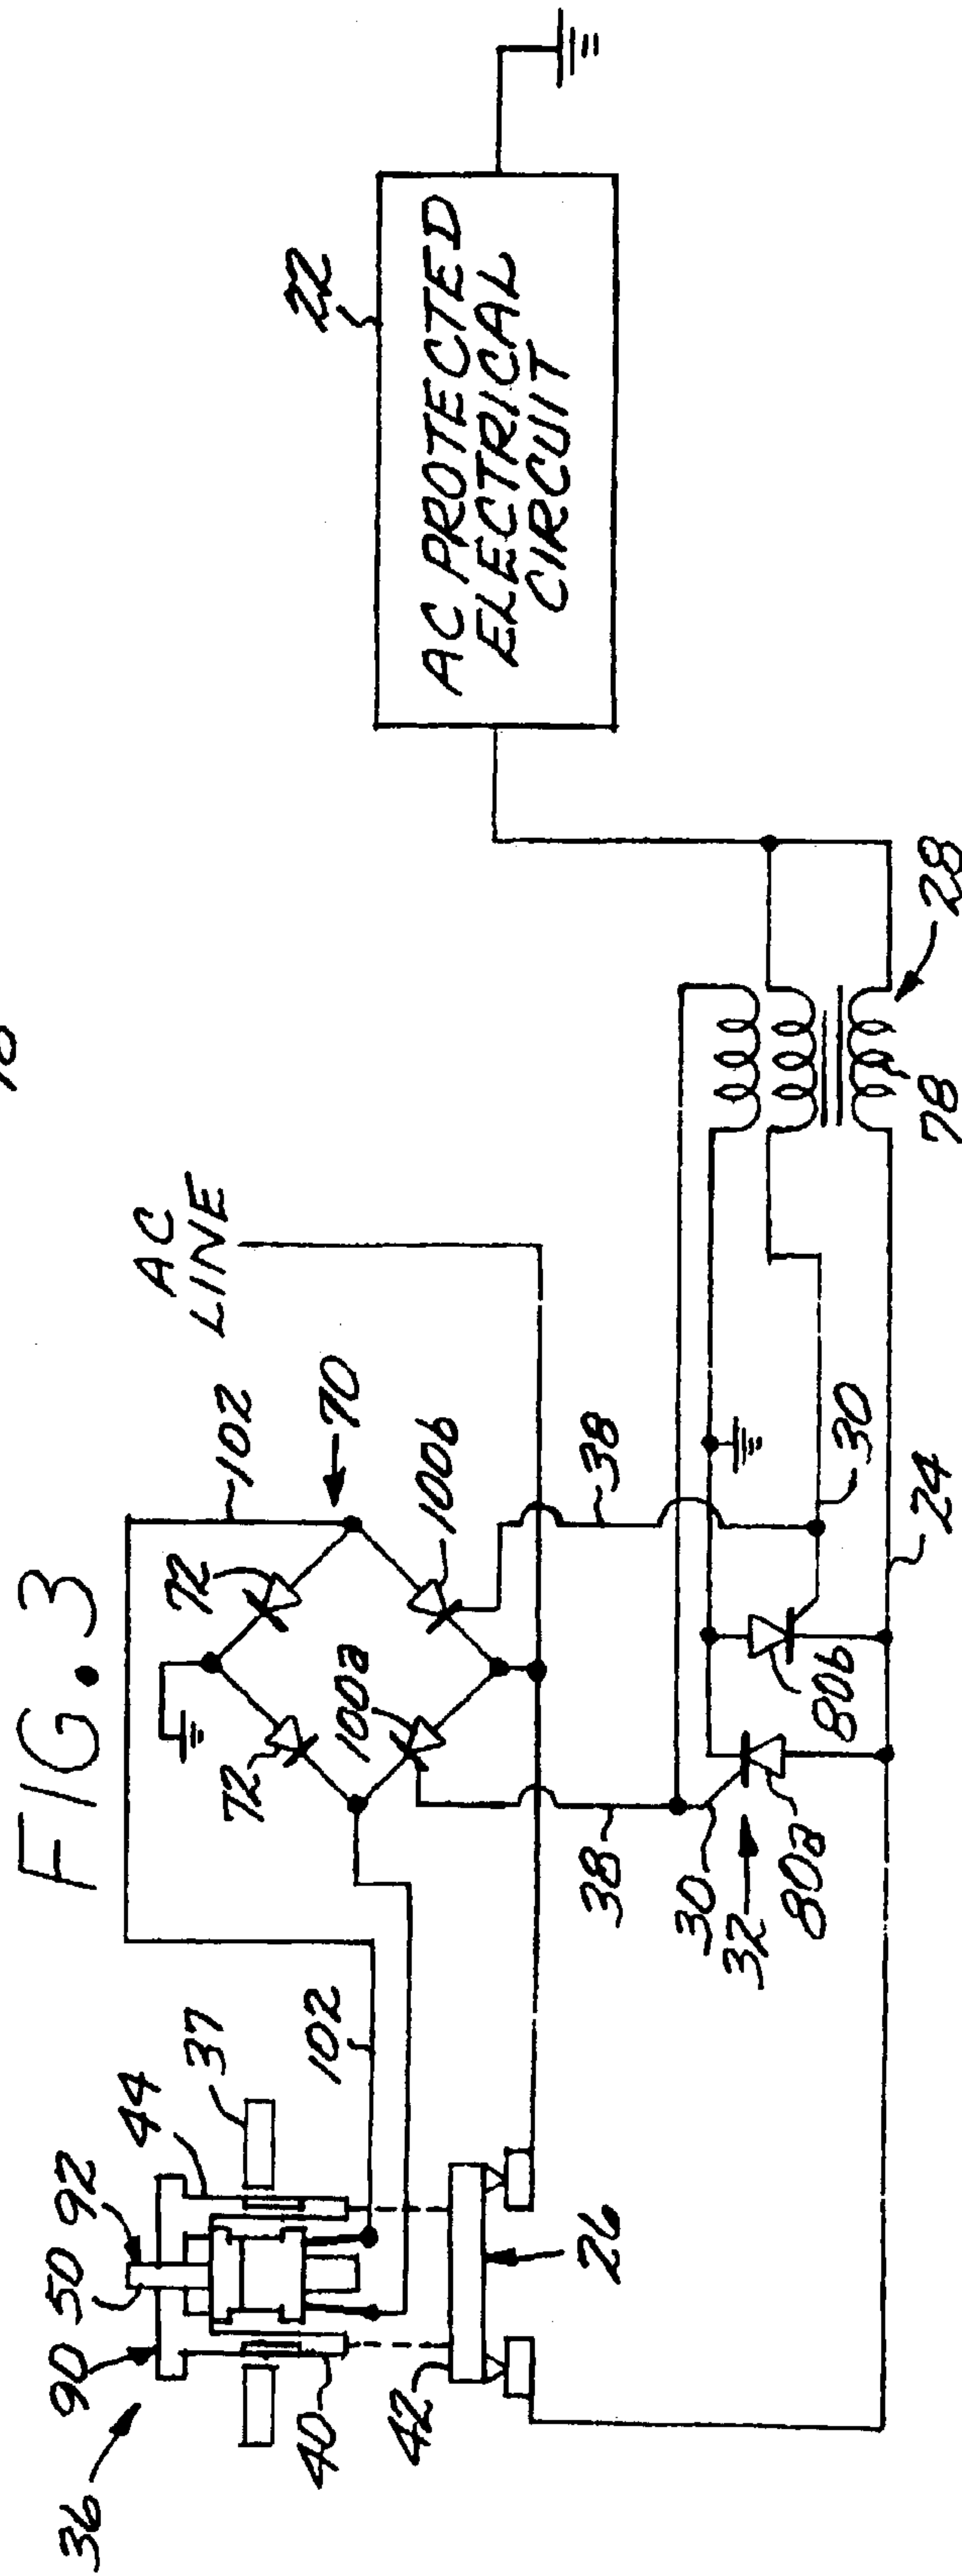 FIG. 3
36
90
50
92
44
37
40
42
26
102
102
72
72
70
100a
100b
AC
LINE
38
38
30
32
80a
80b
30
24
28
78
22
AC PROTECTED
ELECTRICAL
CIRCUIT